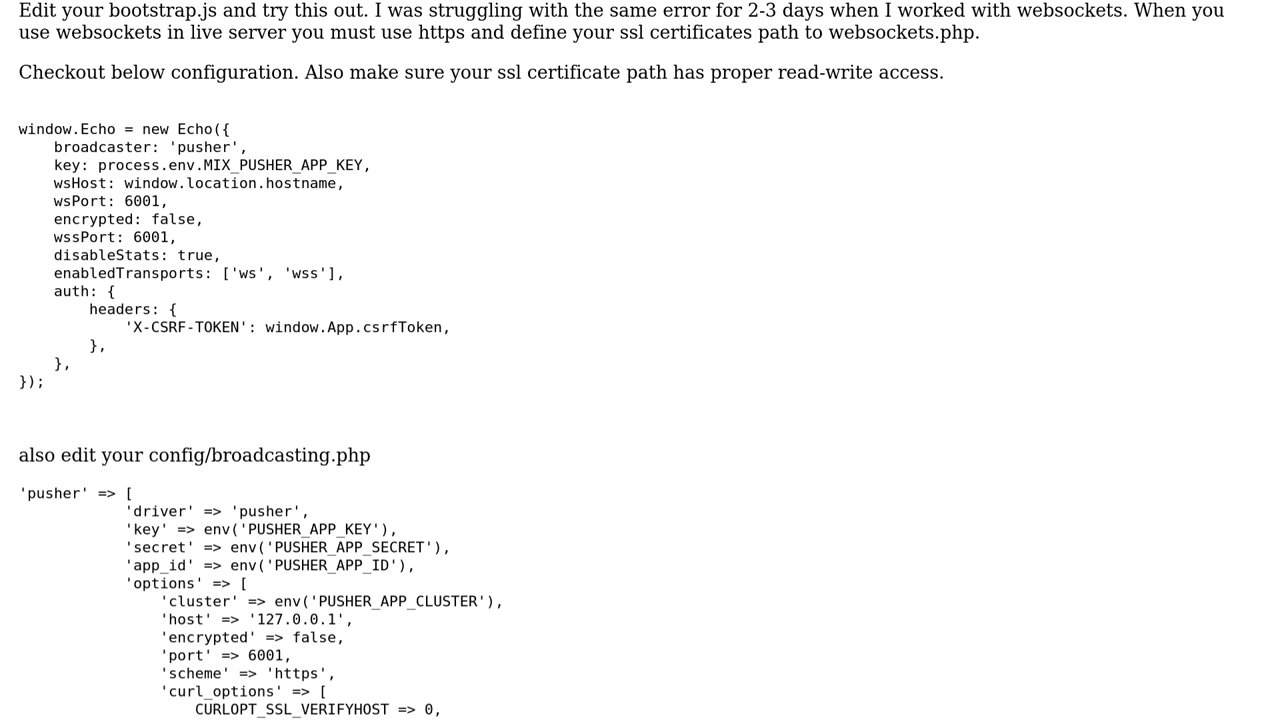 Edit your bootstrap.js and try this out. I was struggling with the same error for 2-3 days when I worked with websockets. When you
use websockets in live server you must use https and define your ssl certificates path to websockets.php.
Checkout below configuration. Also make sure your ssl certificate path has proper read-write access.
window.Echo = new Echo({
    broadcaster: 'pusher',
    key: process.env.MIX_PUSHER_APP_KEY,
    wsHost: window.location.hostname,
    wsPort: 6001,
    encrypted: false,
    wssPort: 6001,
    disableStats: true,
    enabledTransports: ['ws', 'wss'],
    auth: {
        headers: {
            'X-CSRF-TOKEN': window.App.csrfToken,
        },
    },
});
also edit your config/broadcasting.php
'pusher' => [
            'driver' => 'pusher',
            'key' => env('PUSHER_APP_KEY'),
            'secret' => env('PUSHER_APP_SECRET'),
            'app_id' => env('PUSHER_APP_ID'),
            'options' => [
                'cluster' => env('PUSHER_APP_CLUSTER'),
                'host' => '127.0.0.1',
                'encrypted' => false,
                'port' => 6001,
                'scheme' => 'https',
                'curl_options' => [
                    CURLOPT_SSL_VERIFYHOST => 0,